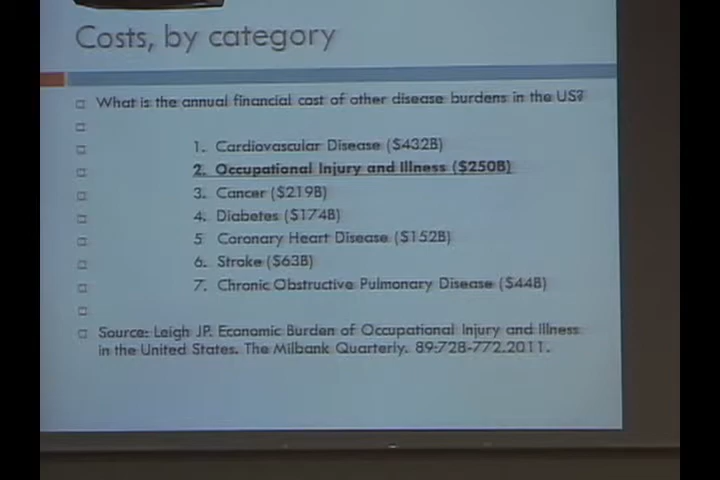 Costs, by category
What is the annual financial cost of other disease burdens in the US?
1. Cardiovascular Disease ($432B)
2. Occupational Injury and Illness ($250B)
3. Cancer ($219B)
4. Diabetes ($174B)
5 Coronary Heart Disease ($152B)
6. Stroke ($63B)
7. Chronic Obstructive Pulmonary Disease ($44B)
Source: Leigh JP. Economic Burden of Occupational Injury and Illness
in the United States. The Milbank Quarterly. 89:728-772.2011.